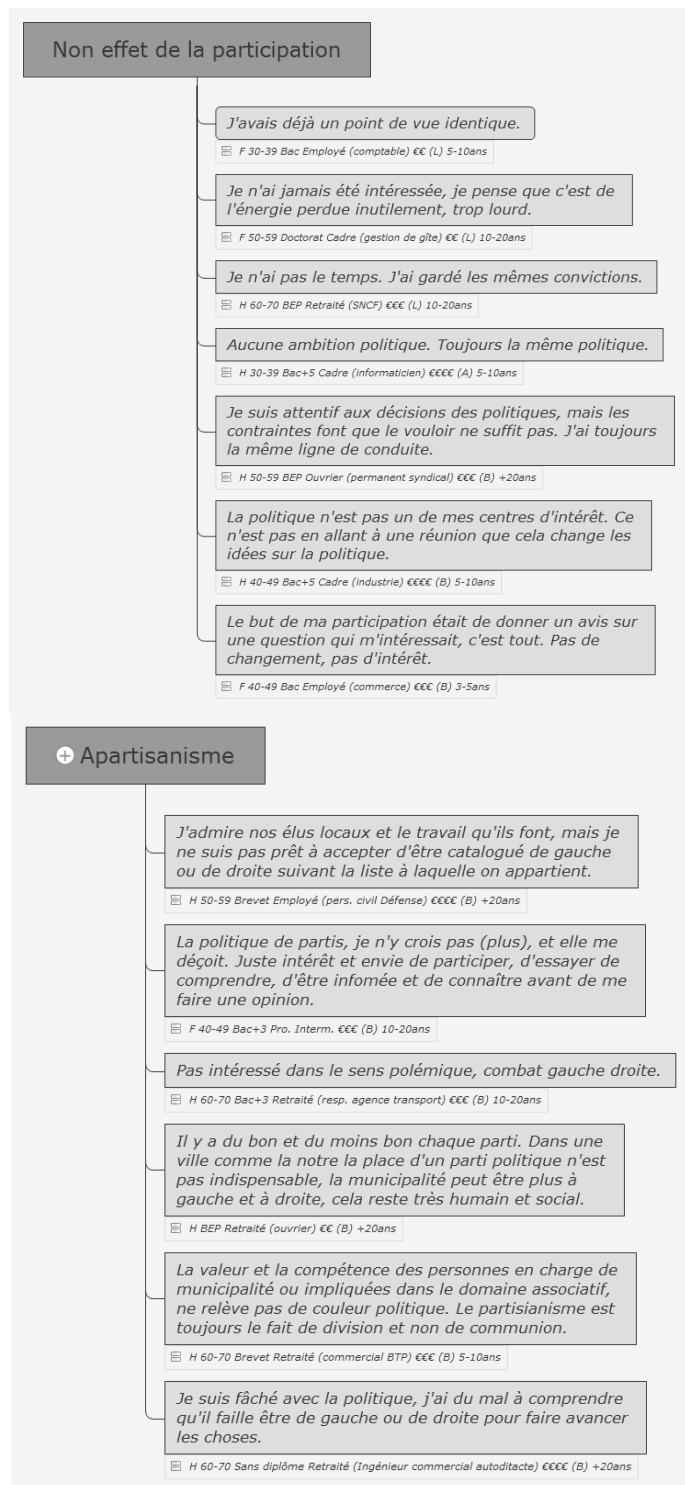 Non effet de la participation
J'avais déjà un point de vue identique.
F 30-39 Bac Employé (comptable) €€ (L) 5-10ans
Je n'ai jamais été intéressée, je pense que c'est de
l'énergie perdue inutilement, trop lourd.
F 50-59 Doctorat Cadre (gestion de gîte) €€ (L) 10-20ans
Je n'ai pas le temps. J'ai gardé les mêmes convictions.
H 60-70 BEP Retraité (SNCF) €€€ (L) 10-20ans
Aucune ambition politique. Toujours la même politique.
H 30-39 Bac+5 Cadre (informaticien) €€€€ (A) 5-10ans
Je suis attentif aux décisions des politiques, mais les
contraintes font que le vouloir ne suffit pas. J'ai toujours
la même ligne de conduite.
H 50-59 BEP Ouvrier (permanent syndical) €€€ (B) +20ans
La politique n'est pas un de mes centres d'intérêt. Ce
n'est pas en allant à une réunion que cela change les
idées sur la politique.
H 40-49 Bac+5 Cadre (industrie) €€€€ (B) 5-10ans
Le but de ma participation était de donner un avis sur
une question qui m'intéressait, c'est tout. Pas de
changement, pas d'intérêt.
F 40-49 Bac Employé (commerce) €€€ (B) 3-5ans
Apartisanisme
J'admire nos élus locaux et le travail qu'ils font, mais je
ne suis pas prêt à accepter d'être catalogué de gauche
ou de droite suivant la liste à laquelle on appartient.
H 50-59 Brevet Employé (pers. civil Défense) €€€€ (B) +20ans
La politique de partis, je n'y crois pas (plus), et elle me
déçoit. Juste intérêt et envie de participer, d'essayer de
comprendre, d'être infomée et de connaître avant de me
faire une opinion.
F 40-49 Bac+3 Pro. Interm. €€€ (B) 10-20ans
Pas intéressé dans le sens polémique, combat gauche droite.
H 60-70 Bac+3 Retraité (resp. agence transport) €€€ (B) 10-20ans
Il y a du bon et du moins bon chaque parti. Dans une
ville comme la notre la place d'un parti politique n'est
pas indispensable, la municipalité peut être plus à
gauche et à droite, cela reste très humain et social.
H BEP Retraité (ouvrier) €€ (B) +20ans
La valeur et la compétence des personnes en charge de
municipalité ou impliquées dans le domaine associatif,
ne relève pas de couleur politique. Le partisianisme est
toujours le fait de division et non de communion.
H 60-70 Brevet Retraité (commercial BTP) €€€ (B) 5-10ans
Je suis fâché avec la politique, j'ai du mal à comprendre
qu'il faille être de gauche ou de droite pour faire avancer
les choses.
H 60-70 Sans diplôme Retraité (Ingénieur commercial autoditacte) €€€€ (B) +20ans